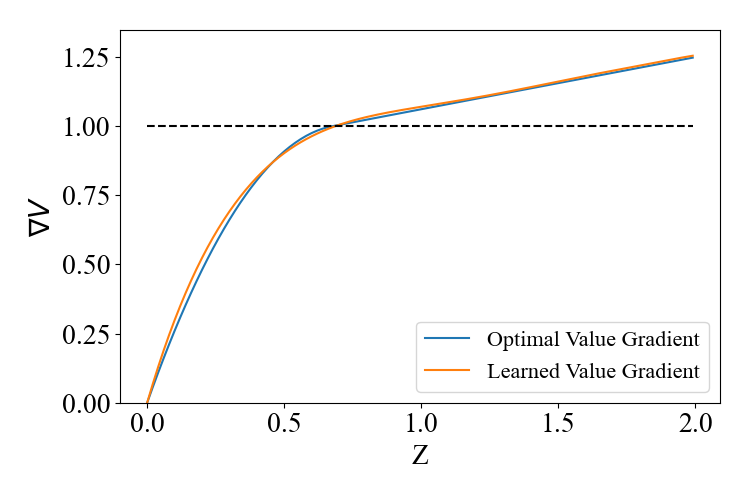 1.25
1.00
0.75
0.50
0.25
0.00
∇V
0.0 0.5 1.0 1.5 2.0
Z
Optimal Value Gradient
Learned Value Gradient